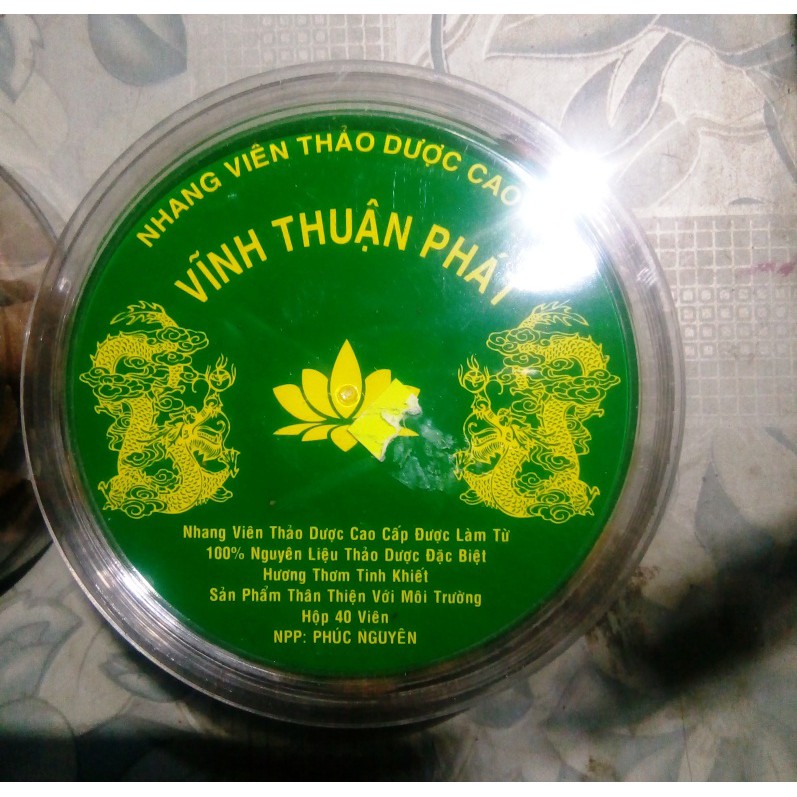 NHANG VIÊN THẢO DƯỢC CAO
VĨNH THUẬN PHÁT
Nhang Viên Thảo Dược Cao Cấp Được Làm Từ
100% Nguyên Liệu Thảo Dược Đặc Biệt
Hương Thơm Tinh Khiết
Sản Phẩm Thân Thiện Với Môi Trường
Hộp 40 Viên
NPP: PHÚC NGUYÊN